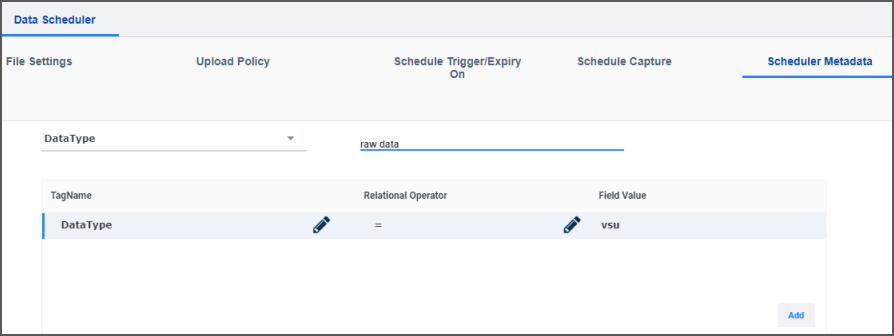 Data Scheduler
File Settings
Upload Policy
Schedule Trigger/Expiry
On
Schedule Capture
Scheduler Metadata
DataType
raw data
TagName
Relational Operator
Field Value
DataType
=
vsu
Add